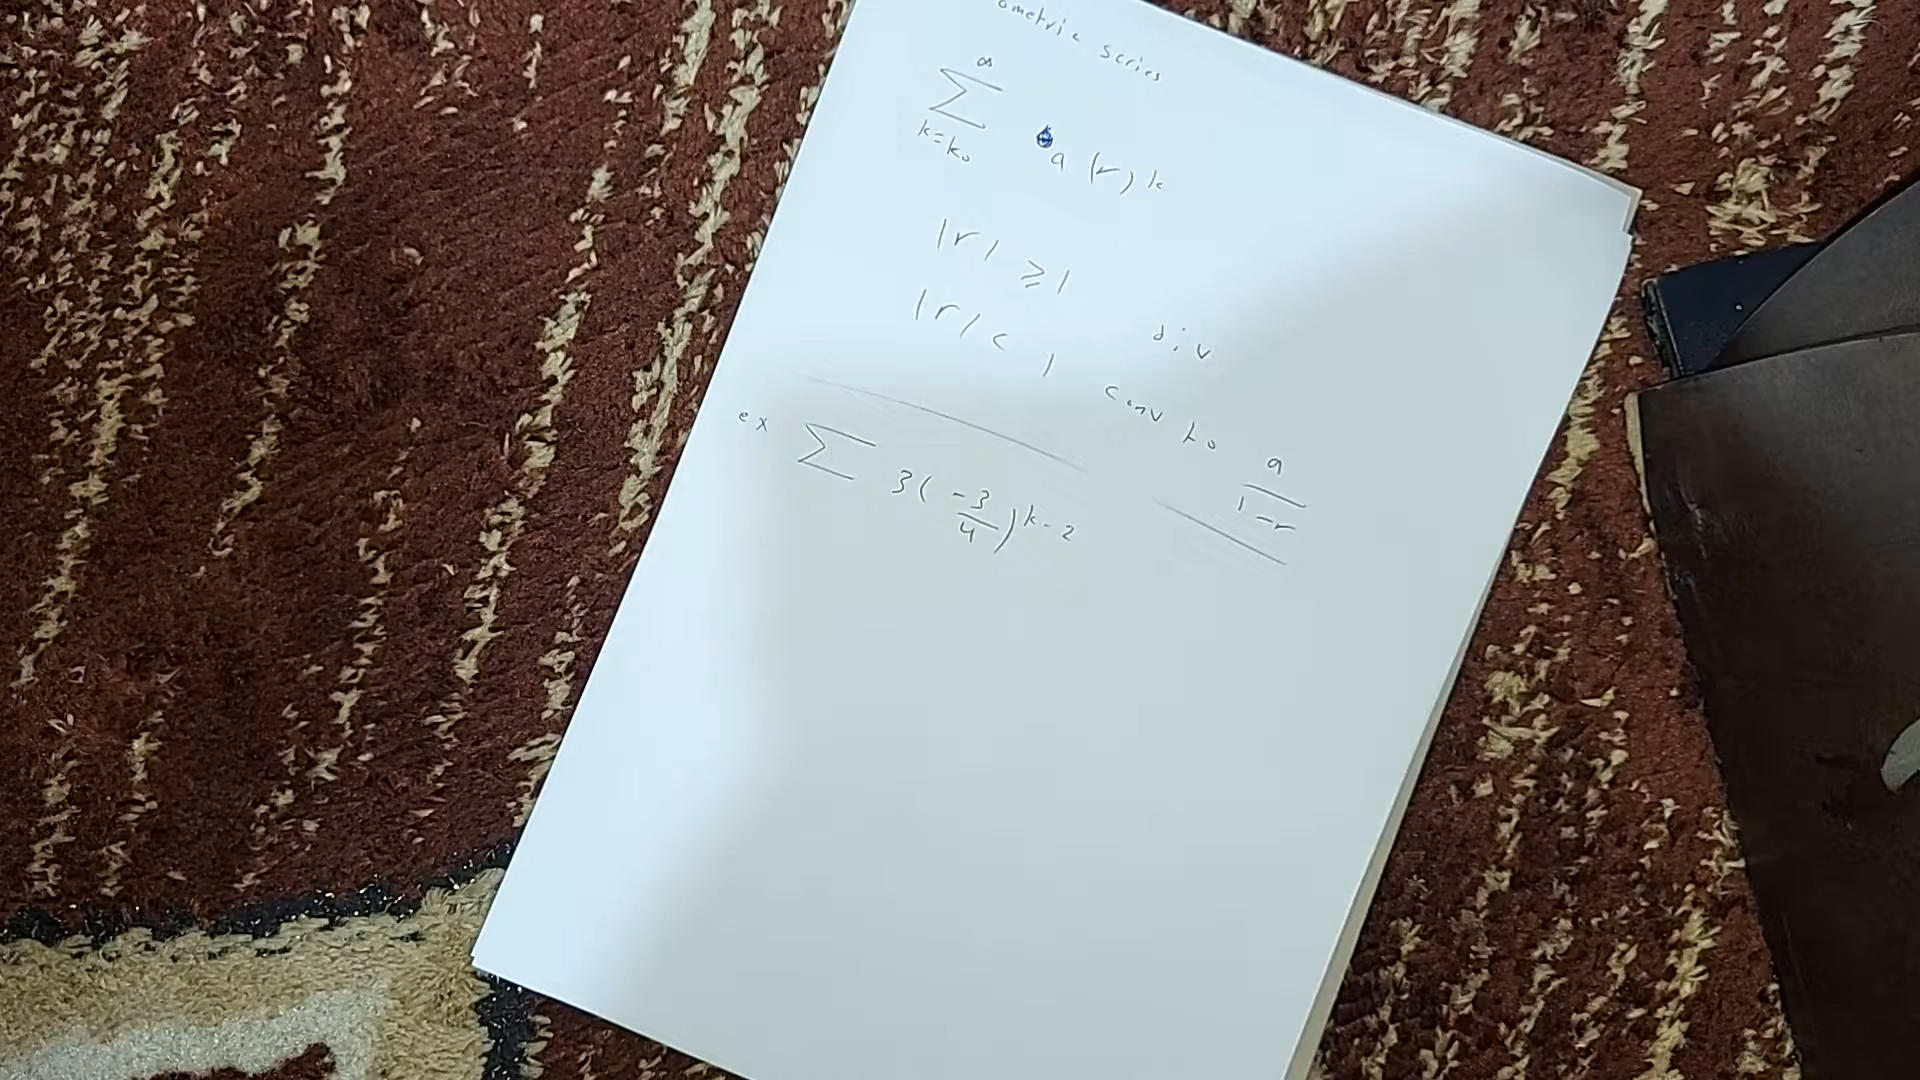 ometric series
∞
∑ a (r)^k
k=k₀
|r| ≥ 1 div
|r| < 1 conv to a/(1-r)
ex ∑ 3(-3/4)^k-2